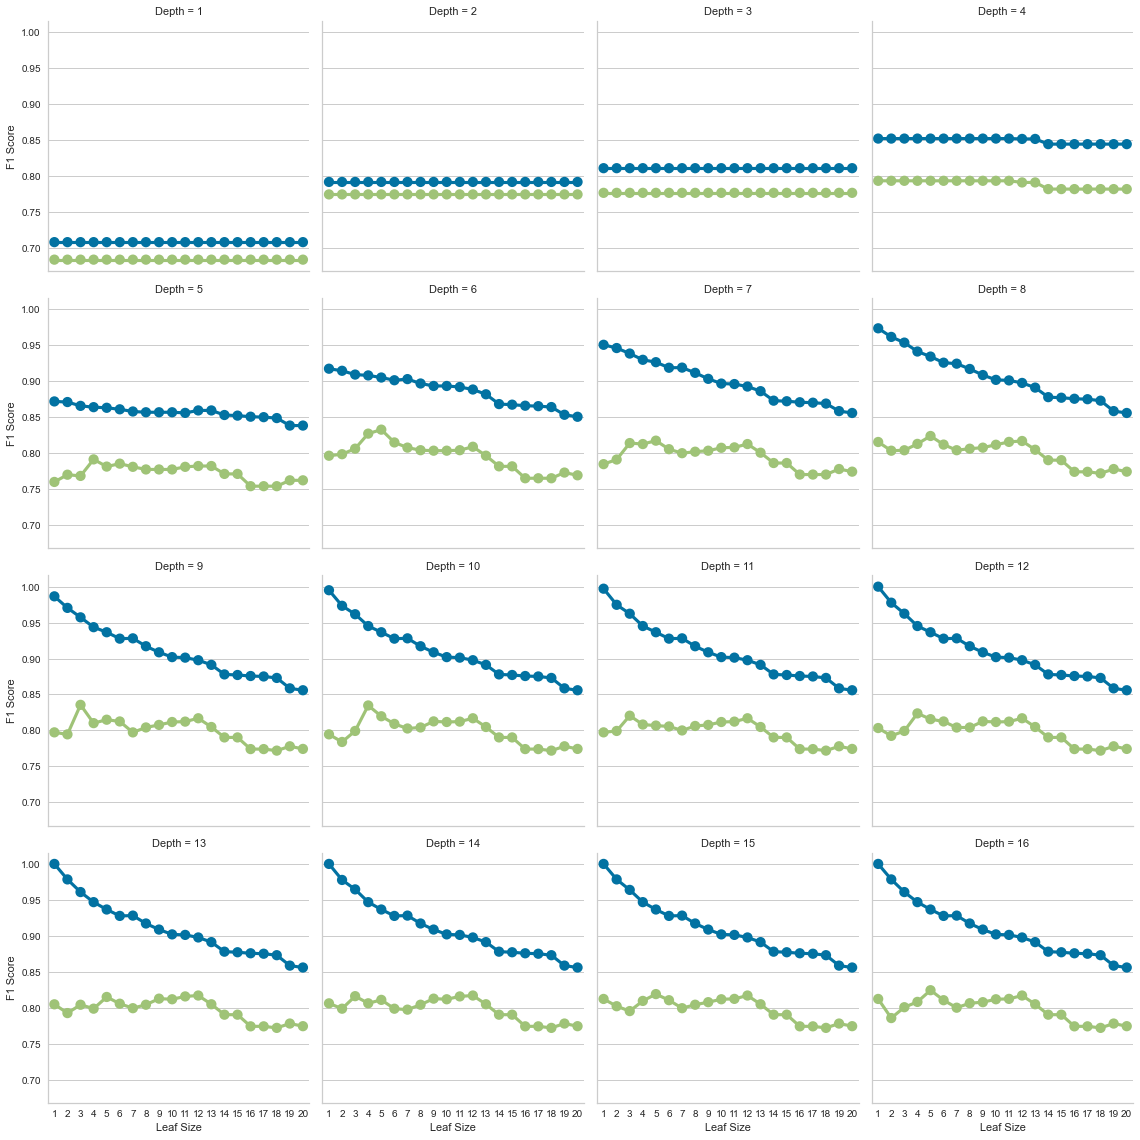 Depth = 1
Depth = 2
Depth = 3
Depth = 4
1.00
0.95
0.90
0.85
0.80
0.75
0.70
F1 Score
Depth = 5
Depth = 6
Depth = 7
Depth = 8
1.00
0.95
0.90
0.85
0.80
0.75
0.70
F1 Score
Depth = 9
Depth = 10
Depth = 11
Depth = 12
1.00
0.95
0.90
0.85
0.80
0.75
0.70
F1 Score
Depth = 13
Depth = 14
Depth = 15
Depth = 16
1.00
0.95
0.90
0.85
0.80
0.75
0.70
F1 Score
1 2 3 4 5 6 7 8 9 10 11 12 13 14 15 16 17 18 19 20
Leaf Size
1 2 3 4 5 6 7 8 9 10 11 12 13 14 15 16 17 18 19 20
Leaf Size
1 2 3 4 5 6 7 8 9 10 11 12 13 14 15 16 17 18 19 20
Leaf Size
1 2 3 4 5 6 7 8 9 10 11 12 13 14 15 16 17 18 19 20
Leaf Size